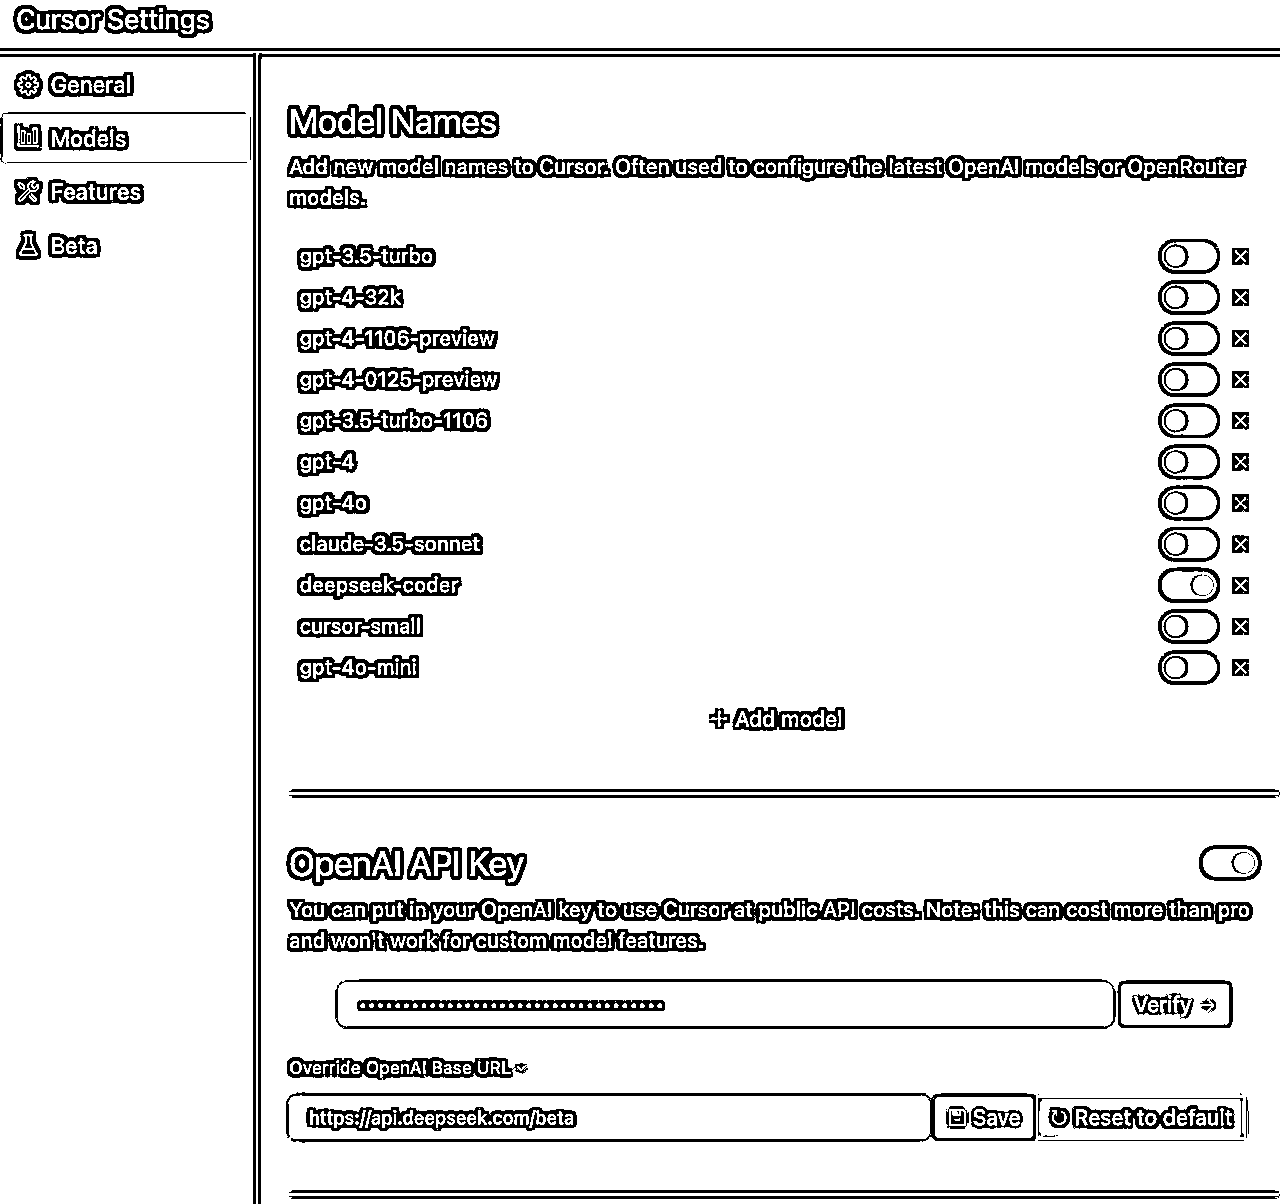 Cursor Settings
General
Models
Features
Beta
Model Names
Add new model names to Cursor. Often used to configure the latest OpenAI models or OpenRouter
models.
gpt-3.5-turbo
gpt-4-32k
gpt-4-1106-preview
gpt-4-0125-preview
gpt-3.5-turbo-1106
gpt-4
gpt-4o
claude-3.5-sonnet
deepseek-coder
cursor-small
gpt-4o-mini
+ Add model
OpenAI API Key
You can put in your OpenAI key to use Cursor at public API costs. Note: this can cost more than pro
and won't work for custom model features.
••••••••••••••••••••••••••••••••••• Verify →
Override OpenAI Base URL
https://api.deepseek.com/beta Save Reset to default